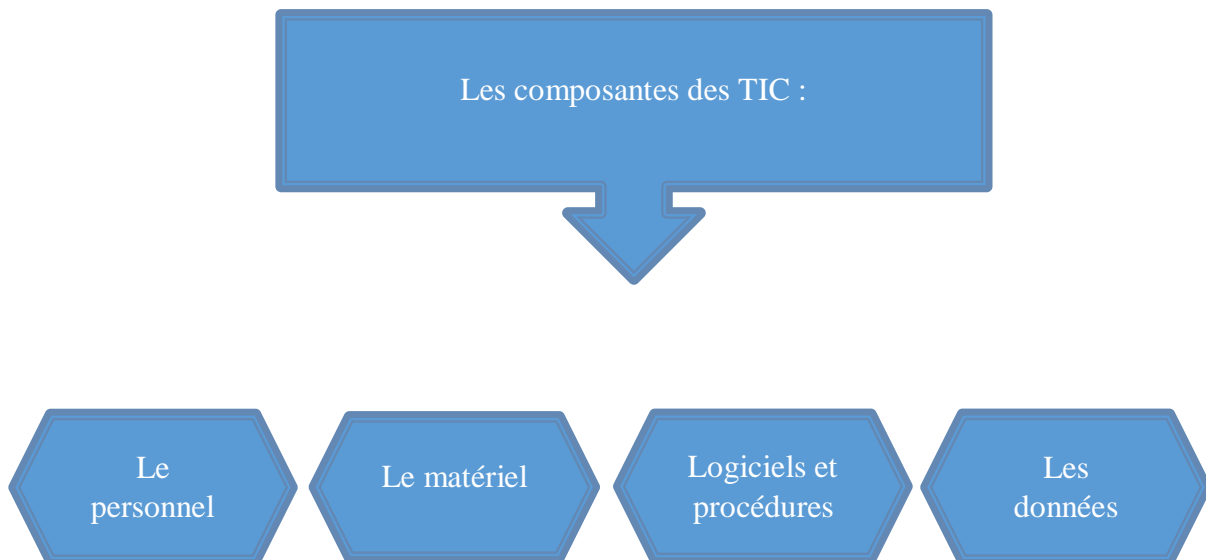 Les composantes des TIC :
Le
personnel
Le matériel
Logiciels et
procédures
Les
données